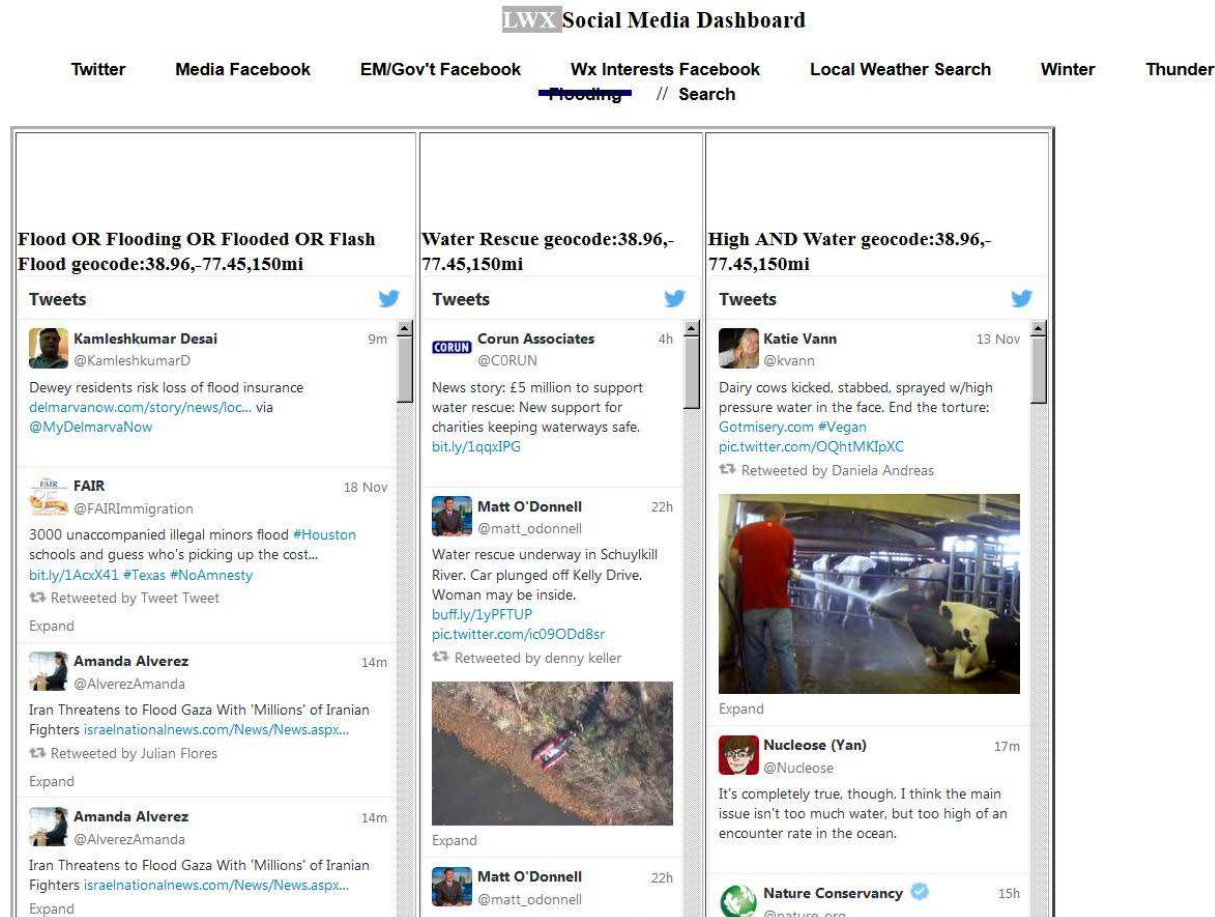 LWX Social Media Dashboard
Twitter Media Facebook EM/Gov't Facebook Wx Interests Facebook Local Weather Search Winter Thunder
Flooding // Search
Flood OR Flooding OR Flooded OR Flash
Flood geocode:38.96,-77.45,150mi
Tweets
Kamleshkumar Desai 9m
@KamleshkumarD
Dewey residents risk loss of flood insurance
delmarvanow.com/story/news/loc... via
@MyDelmarvaNow
FAIR 18 Nov
@FAIRImmigration
3000 unaccompanied illegal minors flood #Houston
schools and guess who's picking up the cost...
bit.ly/1AcxX41 #Texas #NoAmnesty
Retweeted by Tweet Tweet
Expand
Amanda Alverez 14m
@AlverezAmanda
Iran Threatens to Flood Gaza With 'Millions' of Iranian
Fighters israelnationalnews.com/News/News.aspx...
Retweeted by Julian Flores
Expand
Amanda Alverez 14m
@AlverezAmanda
Iran Threatens to Flood Gaza With 'Millions' of Iranian
Fighters israelnationalnews.com/News/News.aspx...
Expand
Water Rescue geocode:38.96,-
77.45,150mi
Tweets
CORUN
Corun Associates 4h
@C0RUN
News story: £5 million to support
water rescue: New support for
charities keeping waterways safe.
bit.ly/1qqxIPG
Matt O'Donnell 22h
@matt_odonnell
Water rescue underway in Schuylkill
River. Car plunged off Kelly Drive.
Woman may be inside.
buff.ly/1yPFTUP
pic.twitter.com/ic09ODd8sr
Retweeted by denny keller
Expand
Matt O'Donnell 22h
@matt_odonnell
High AND Water geocode:38.96,-
77.45,150mi
Tweets
Katie Vann 13 Nov
@kvann
Dairy cows kicked, stabbed, sprayed w/high
pressure water in the face. End the torture:
Gotmisery.com #Vegan
pic.twitter.com/OQhtMKIpXC
Retweeted by Daniela Andreas
Expand
Nucleose (Yan) 17m
@Nucleose
It's completely true, though. I think the main
issue isn't too much water, but too high of an
encounter rate in the ocean.
Nature Conservancy 15h
@nature_org